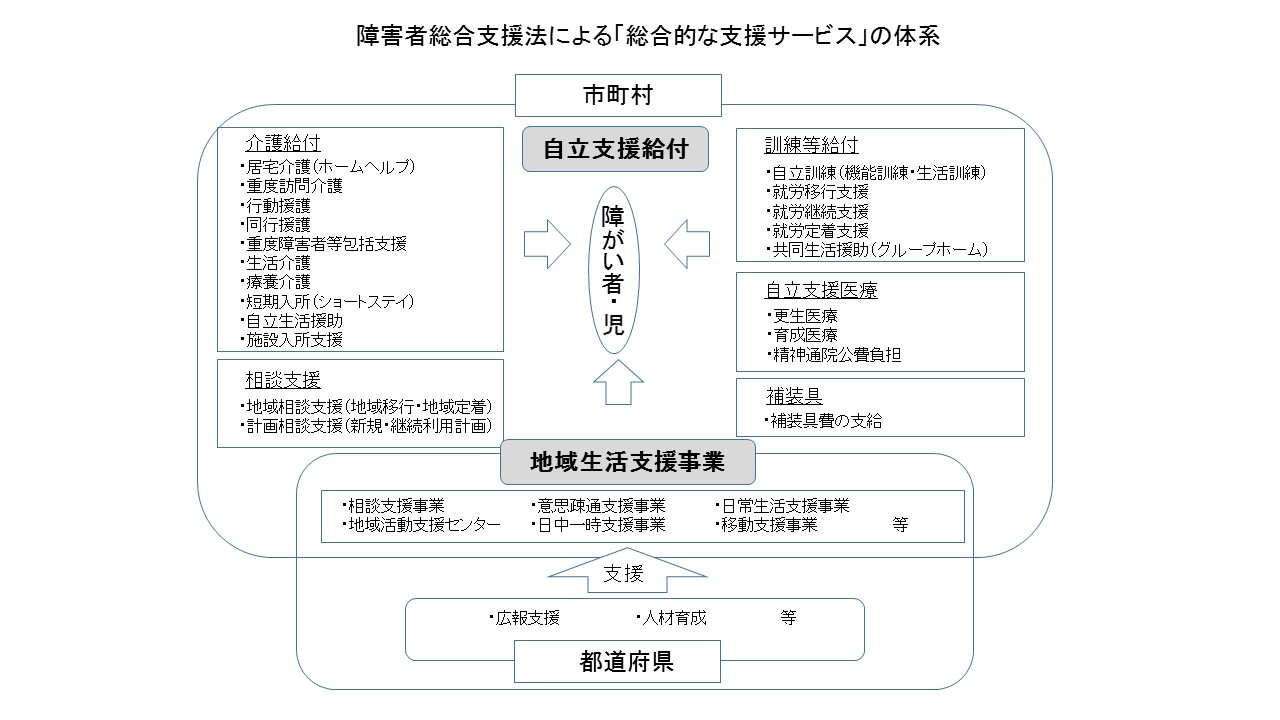 障害者総合支援法による「総合的な支援サービス」の体系
市町村
自立支援給付
介護給付
・居宅介護(ホームヘルプ)
・重度訪問介護
・行動援護
・同行援護
・重度障害者等包括支援
・生活介護
・療養介護
・短期入所(ショートステイ)
・自立生活援助
・施設入所支援
相談支援
・地域相談支援(地域移行・地域定着)
・計画相談支援(新規・継続利用計画)
障がい者・児
訓練等給付
・自立訓練(機能訓練・生活訓練)
・就労移行支援
・就労継続支援
・就労定着支援
・共同生活援助(グループホーム)
自立支援医療
・更生医療
・育成医療
・精神通院公費負担
補装具
・補装具費の支給
地域生活支援事業
・相談支援事業 ・意思疎通支援事業 ・日常生活支援事業
・地域活動支援センター ・日中一時支援事業 ・移動支援事業 等
支援
・広報支援 ・人材育成 等
都道府県